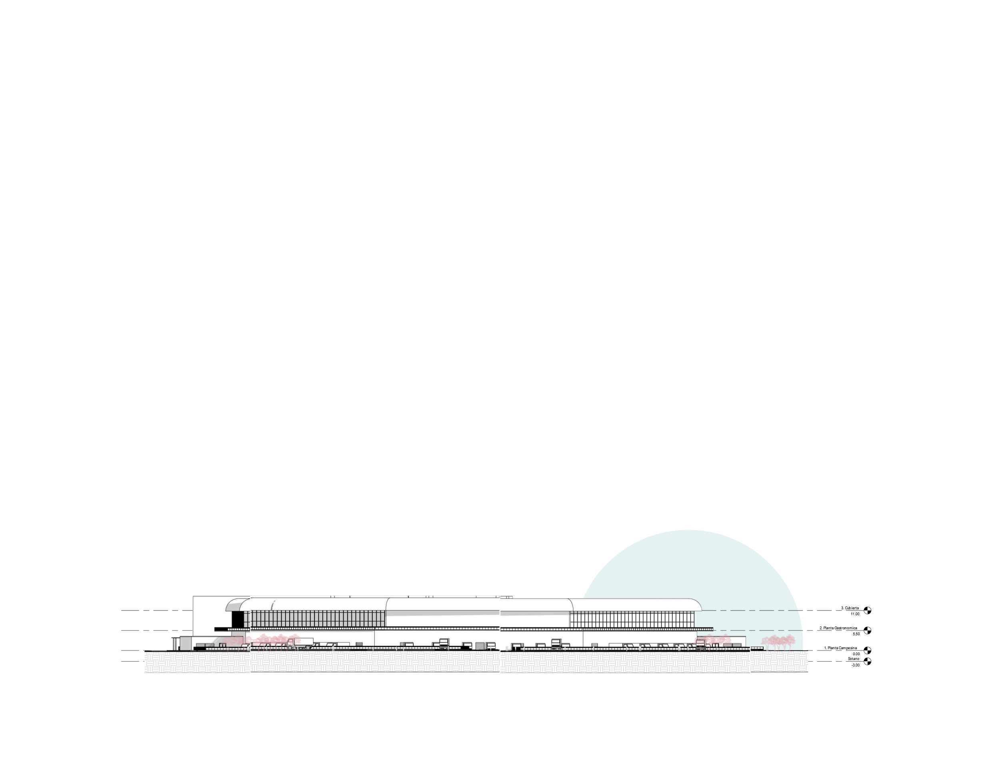 3. Cubierta
11.00
2. Planta Gastronomica
5.50
1. Planta Campesina
0.00
Sotano
-3.00